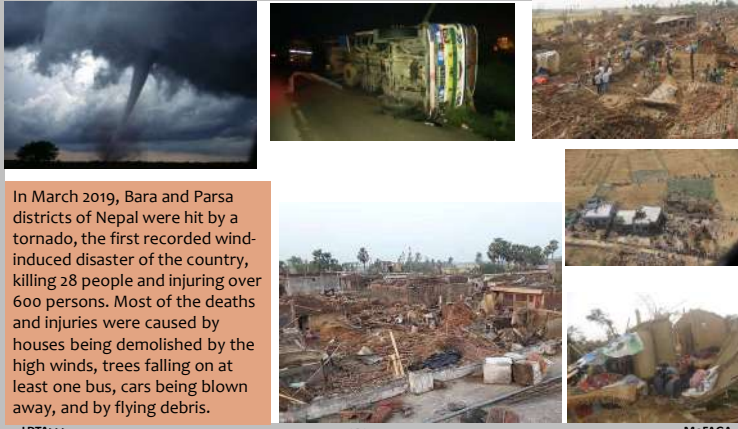 In March 2019, Bara and Parsa
districts of Nepal were hit by a
tornado, the first recorded wind-
induced disaster of the country,
killing 28 people and injuring over
600 persons. Most of the deaths
and injuries were caused by
houses being demolished by the
high winds, trees falling on at
least one bus, cars being blown
away, and by flying debris.